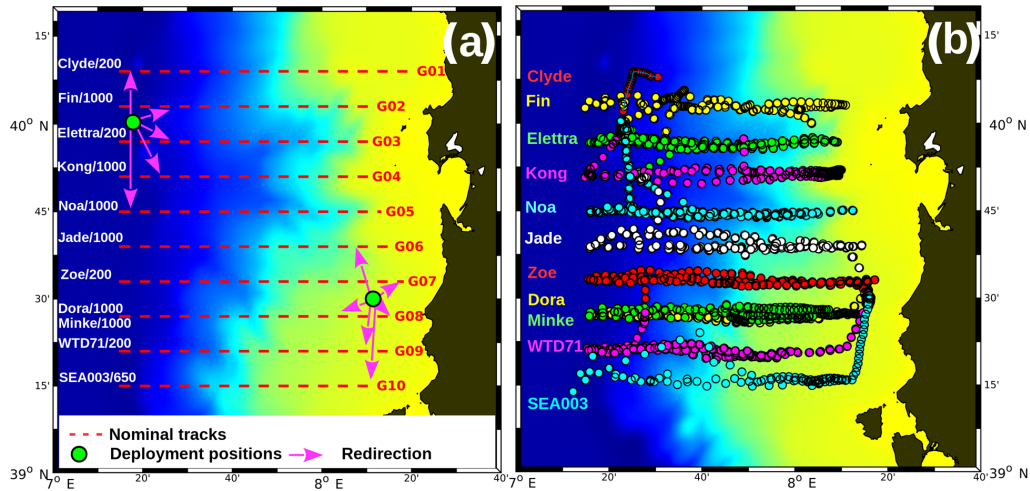 (a)
15'
Clyde/200
G01
Fin/1000
G02
40° N
Elettra/200
G03
Kong/1000
G04
45'
Noa/1000
G05
Jade/1000
G06
Zoe/200
G07
30'
Dora/1000
G08
Minke/1000
WTD71/200
G09
15'
SEA003/650
G10
Nominal tracks
Deployment positions
Redirection
39° N
7° E
20'
40'
8° E
20'
40'
(b)
15'
Clyde
Fin
40° N
Elettra
Kong
45'
Noa
Jade
Zoe
30'
Dora
Minke
WTD71
15'
SEA003
39° N
7° E
20'
40'
8° E
20'
40'